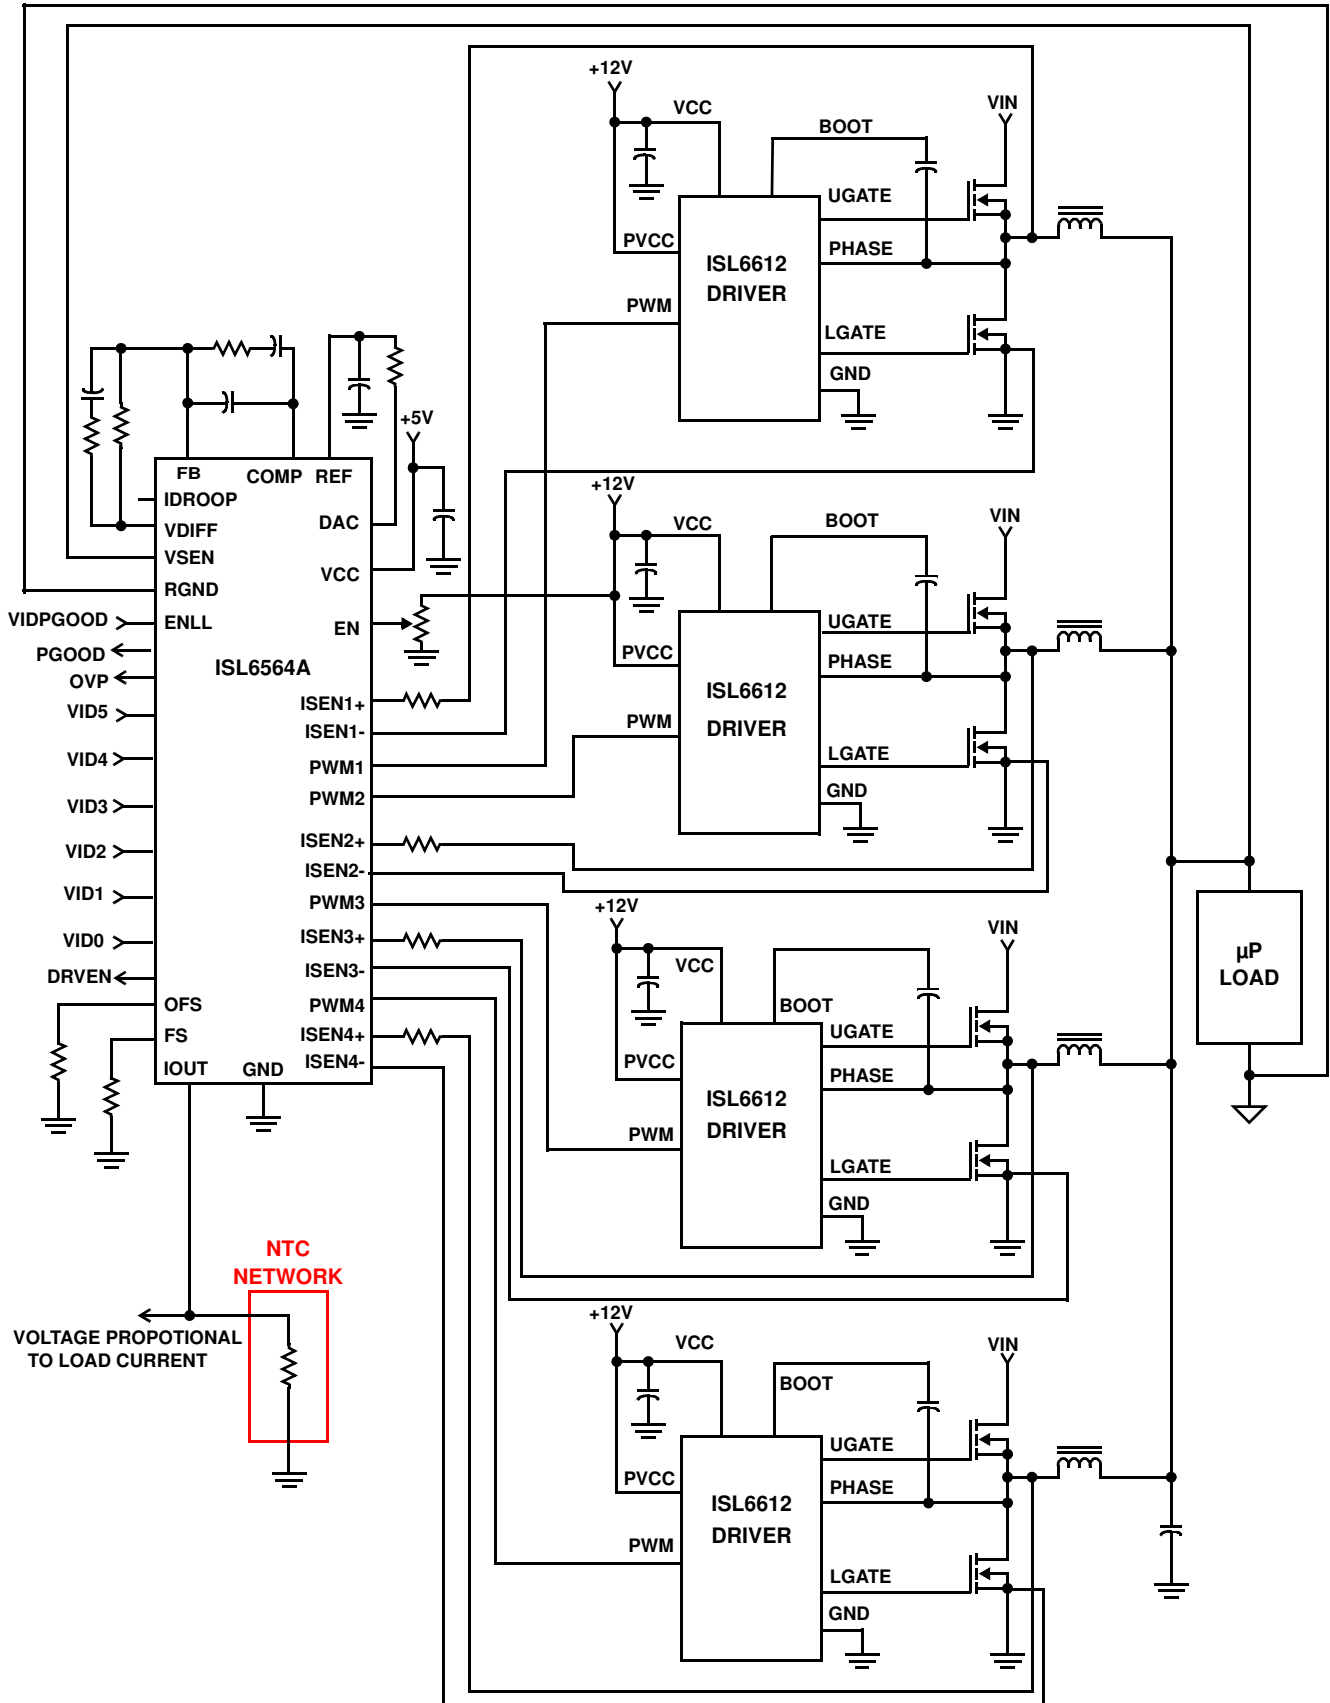 +12V
VCC
BOOT
VIN
UGATE
PVCC
PHASE
ISL6612
DRIVER
PWM
LGATE
GND
+5V
FB
COMP
REF
IDROOP
DAC
VDIFF
VSEN
VCC
RGND
VIDPGOOD
ENLL
EN
PGOOD
ISL6564A
OVP
ISEN1+
VID5
ISEN1-
VID4
PWM1
PWM2
VID3
ISEN2+
VID2
ISEN2-
VID1
PWM3
VID0
ISEN3+
DRVEN
ISEN3-
OFS
PWM4
FS
ISEN4+
IOUT
GND
ISEN4-
+12V
VCC
BOOT
VIN
UGATE
PVCC
PHASE
ISL6612
DRIVER
PWM
LGATE
GND
+12V
VCC
BOOT
VIN
UGATE
PVCC
PHASE
ISL6612
DRIVER
PWM
LGATE
GND
µP
LOAD
NTC
NETWORK
VOLTAGE PROPOTIONAL
TO LOAD CURRENT
+12V
VCC
BOOT
VIN
UGATE
PVCC
PHASE
ISL6612
DRIVER
PWM
LGATE
GND